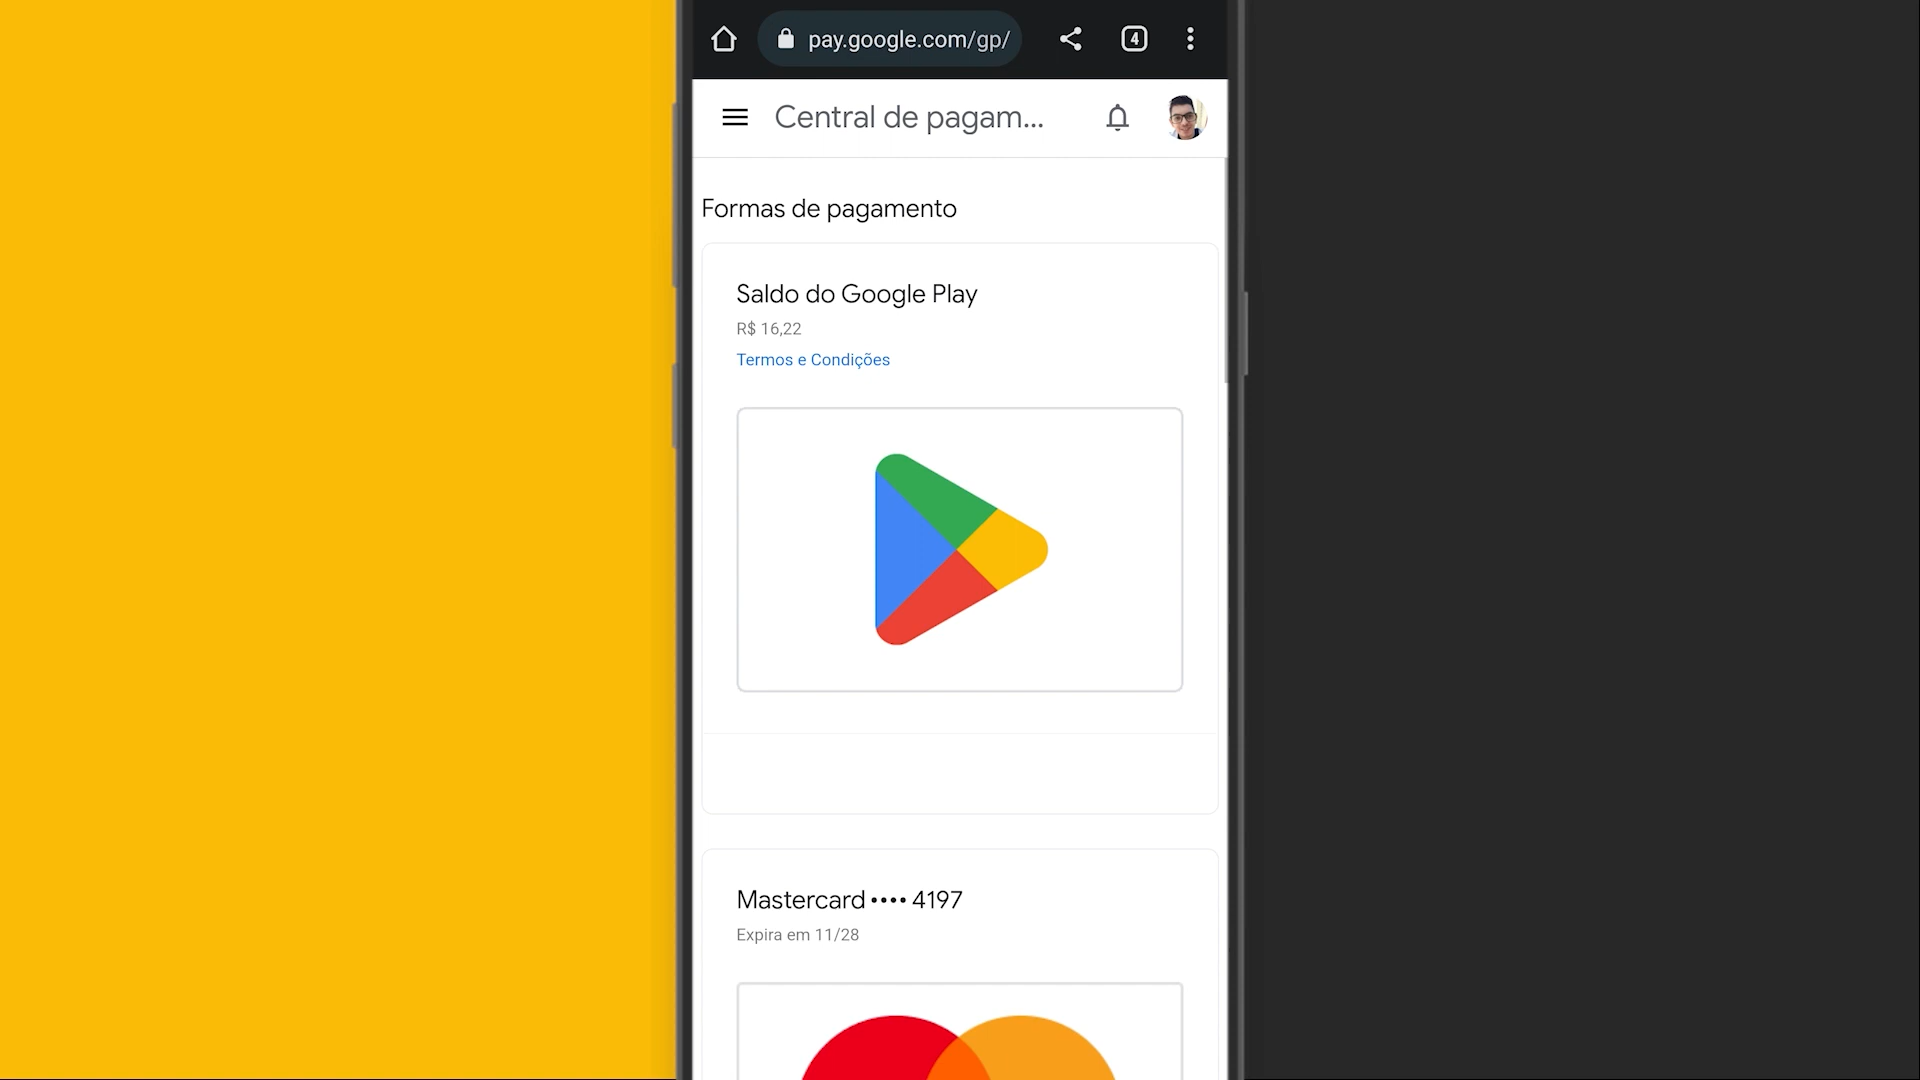 pay.google.com/gp/
4
Central de pagam...
Formas de pagamento
Saldo do Google Play
R$ 16,22
Termos e Condições
Mastercard •••• 4197
Expira em 11/28